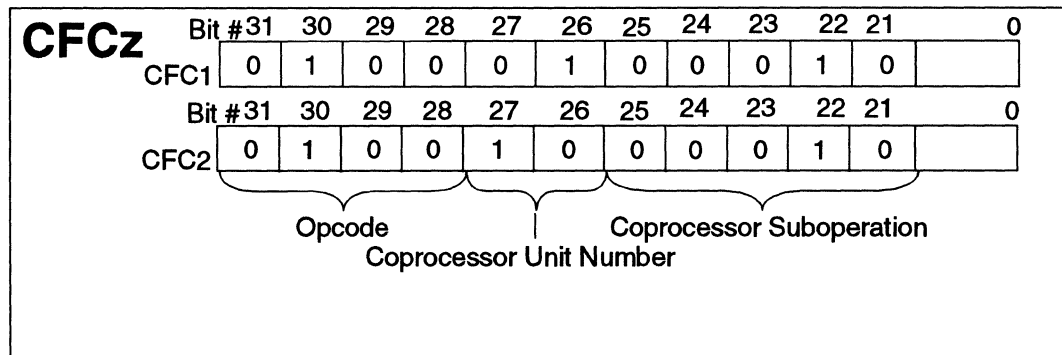 CFCz
Bit # 31 30 29 28 27 26 25 24 23 22 21 0
CFC1 0 1 0 0 0 1 0 0 0 1 0
Bit # 31 30 29 28 27 26 25 24 23 22 21 0
CFC2 0 1 0 0 1 0 0 0 0 1 0
Opcode Coprocessor Suboperation
Coprocessor Unit Number